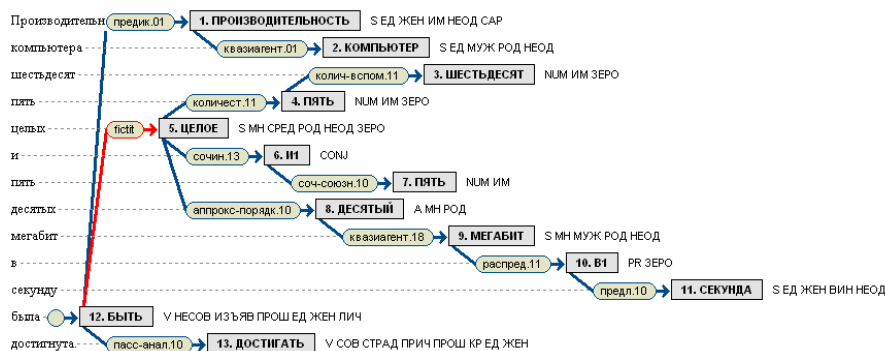 Производительн предик.01 1. ПРОИЗВОДИТЕЛЬНОСТЬ S ЕД ЖЕН ИМ НЕОД CAP
компьютера квазиагент.01 2. КОМПЬЮТЕР S ЕД МУЖ РОД НЕОД
шестьдесят колич-вспом.11 3. ШЕСТЬДЕСЯТ NUM ИМ ЗЕРО
пять количест.11 4. ПЯТЬ NUM ИМ ЗЕРО
целых fictit 5. ЦЕЛОЕ S МН СРЕД РОД НЕОД ЗЕРО
и сочин.13 6. И1 CONJ
пять соч-союзн.10 7. ПЯТЬ NUM ИМ
десятых аппрокс-порядк.10 8. ДЕСЯТЫЙ A МН РОД
мегабит квазиагент.18 9. МЕГАБИТ S МН МУЖ РОД НЕОД
в распред.11 10. В1 PR ЗЕРО
секунду предл.10 11. СЕКУНДА S ЕД ЖЕН ВИН НЕОД
была 12. БЫТЬ V НЕСОВ ИЗЪЯВ ПРОШ ЕД ЖЕН ЛИЧ
достигнута. пасс-анал.10 13. ДОСТИГАТЬ V СОВ СТРАД ПРИЧ ПРОШ КР ЕД ЖЕН